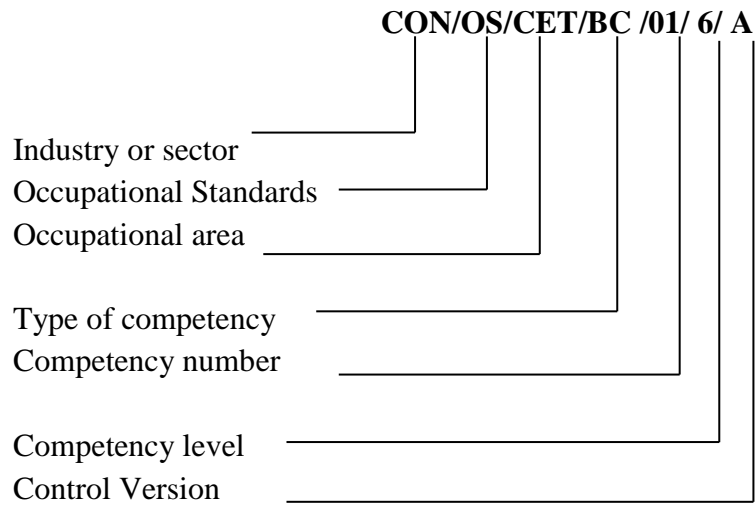 CON/OS/CET/BC /01/ 6/ A
Industry or sector
Occupational Standards
Occupational area
Type of competency
Competency number
Competency level
Control Version